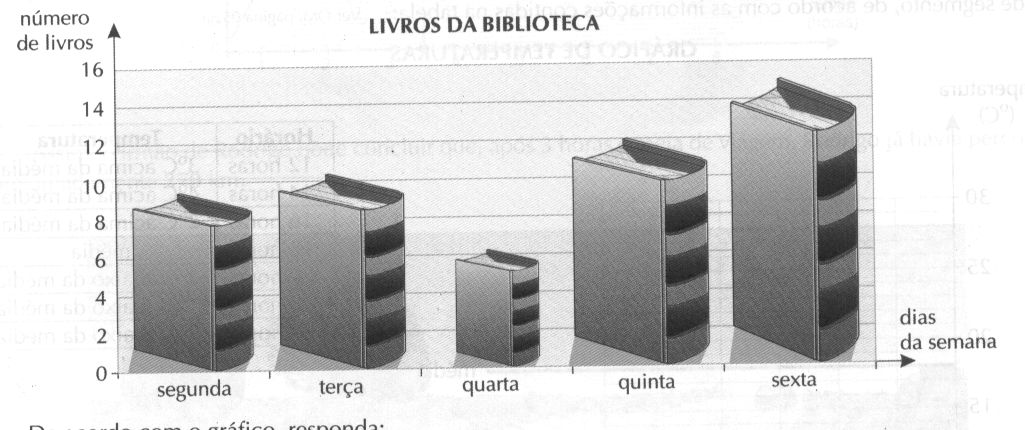 número
de livros
LIVROS DA BIBLIOTECA
16
14
12
10
8
6
4
2
0
segunda
terça
quarta
quinta
sexta
dias
da semana
De acordo com o gráfico, responda: